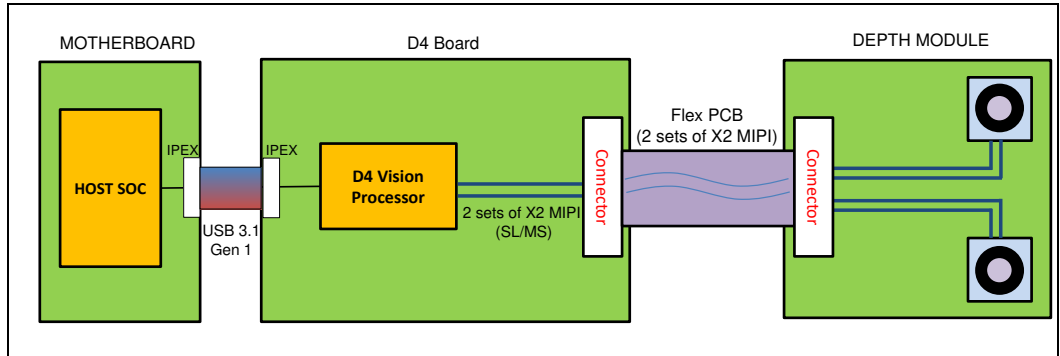 MOTHERBOARD
D4 Board
DEPTH MODULE
HOST SOC
IPEX
IPEX
USB 3.1
Gen 1
D4 Vision
Processor
2 sets of X2 MIPI
(SL/MS)
Connector
Flex PCB
(2 sets of X2 MIPI)
Connector